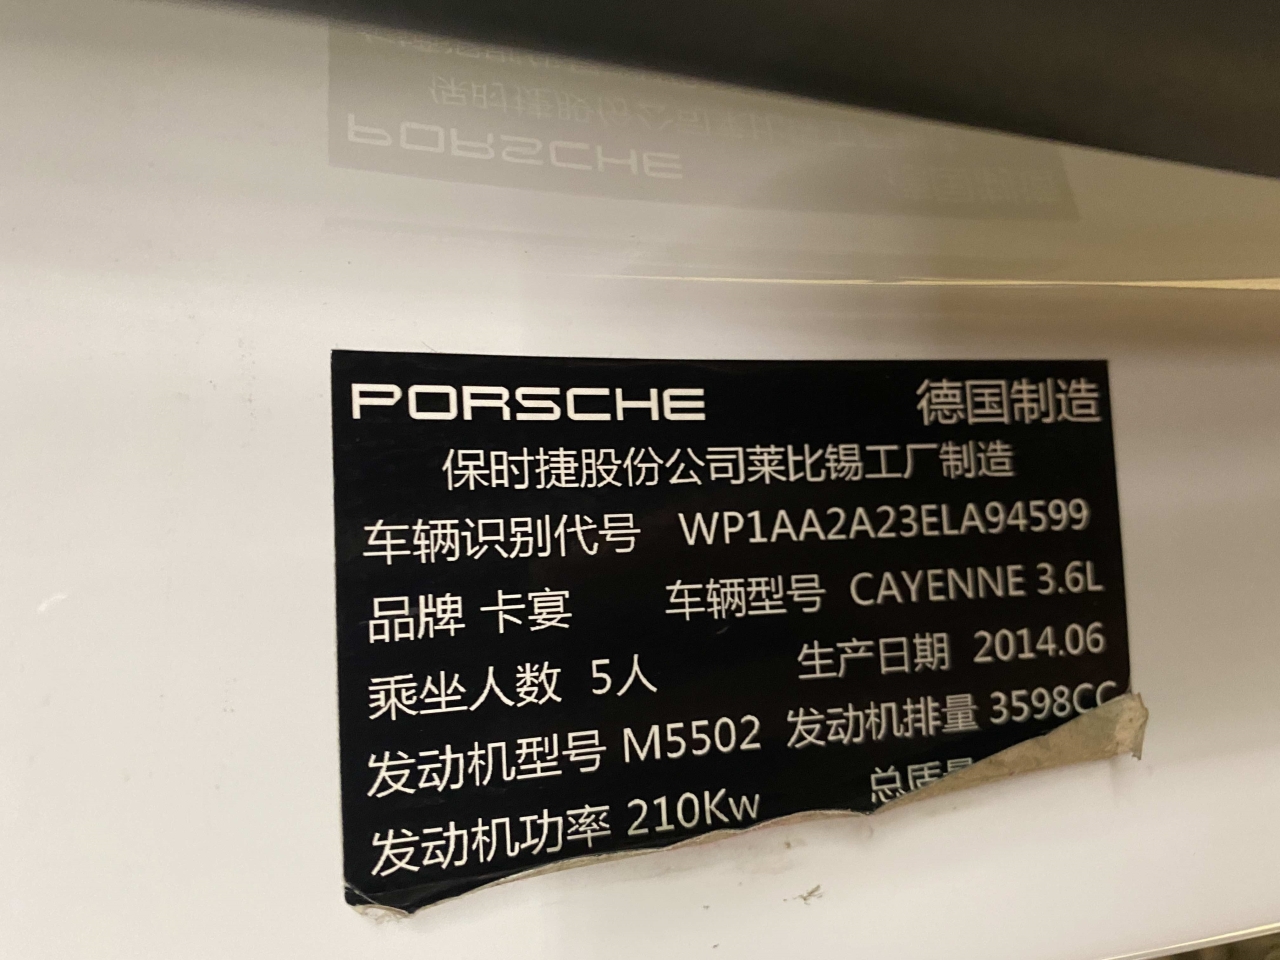 PORSCHE 德国制造
保时捷股份公司莱比锡工厂制造
车辆识别代号 WP1AA2A23ELA94599
品牌 卡宴 车辆型号 CAYENNE 3.6L
乘坐人数 5人 生产日期 2014.06
发动机型号 M5502 发动机排量 3598CC
发动机功率 210Kw 总质量